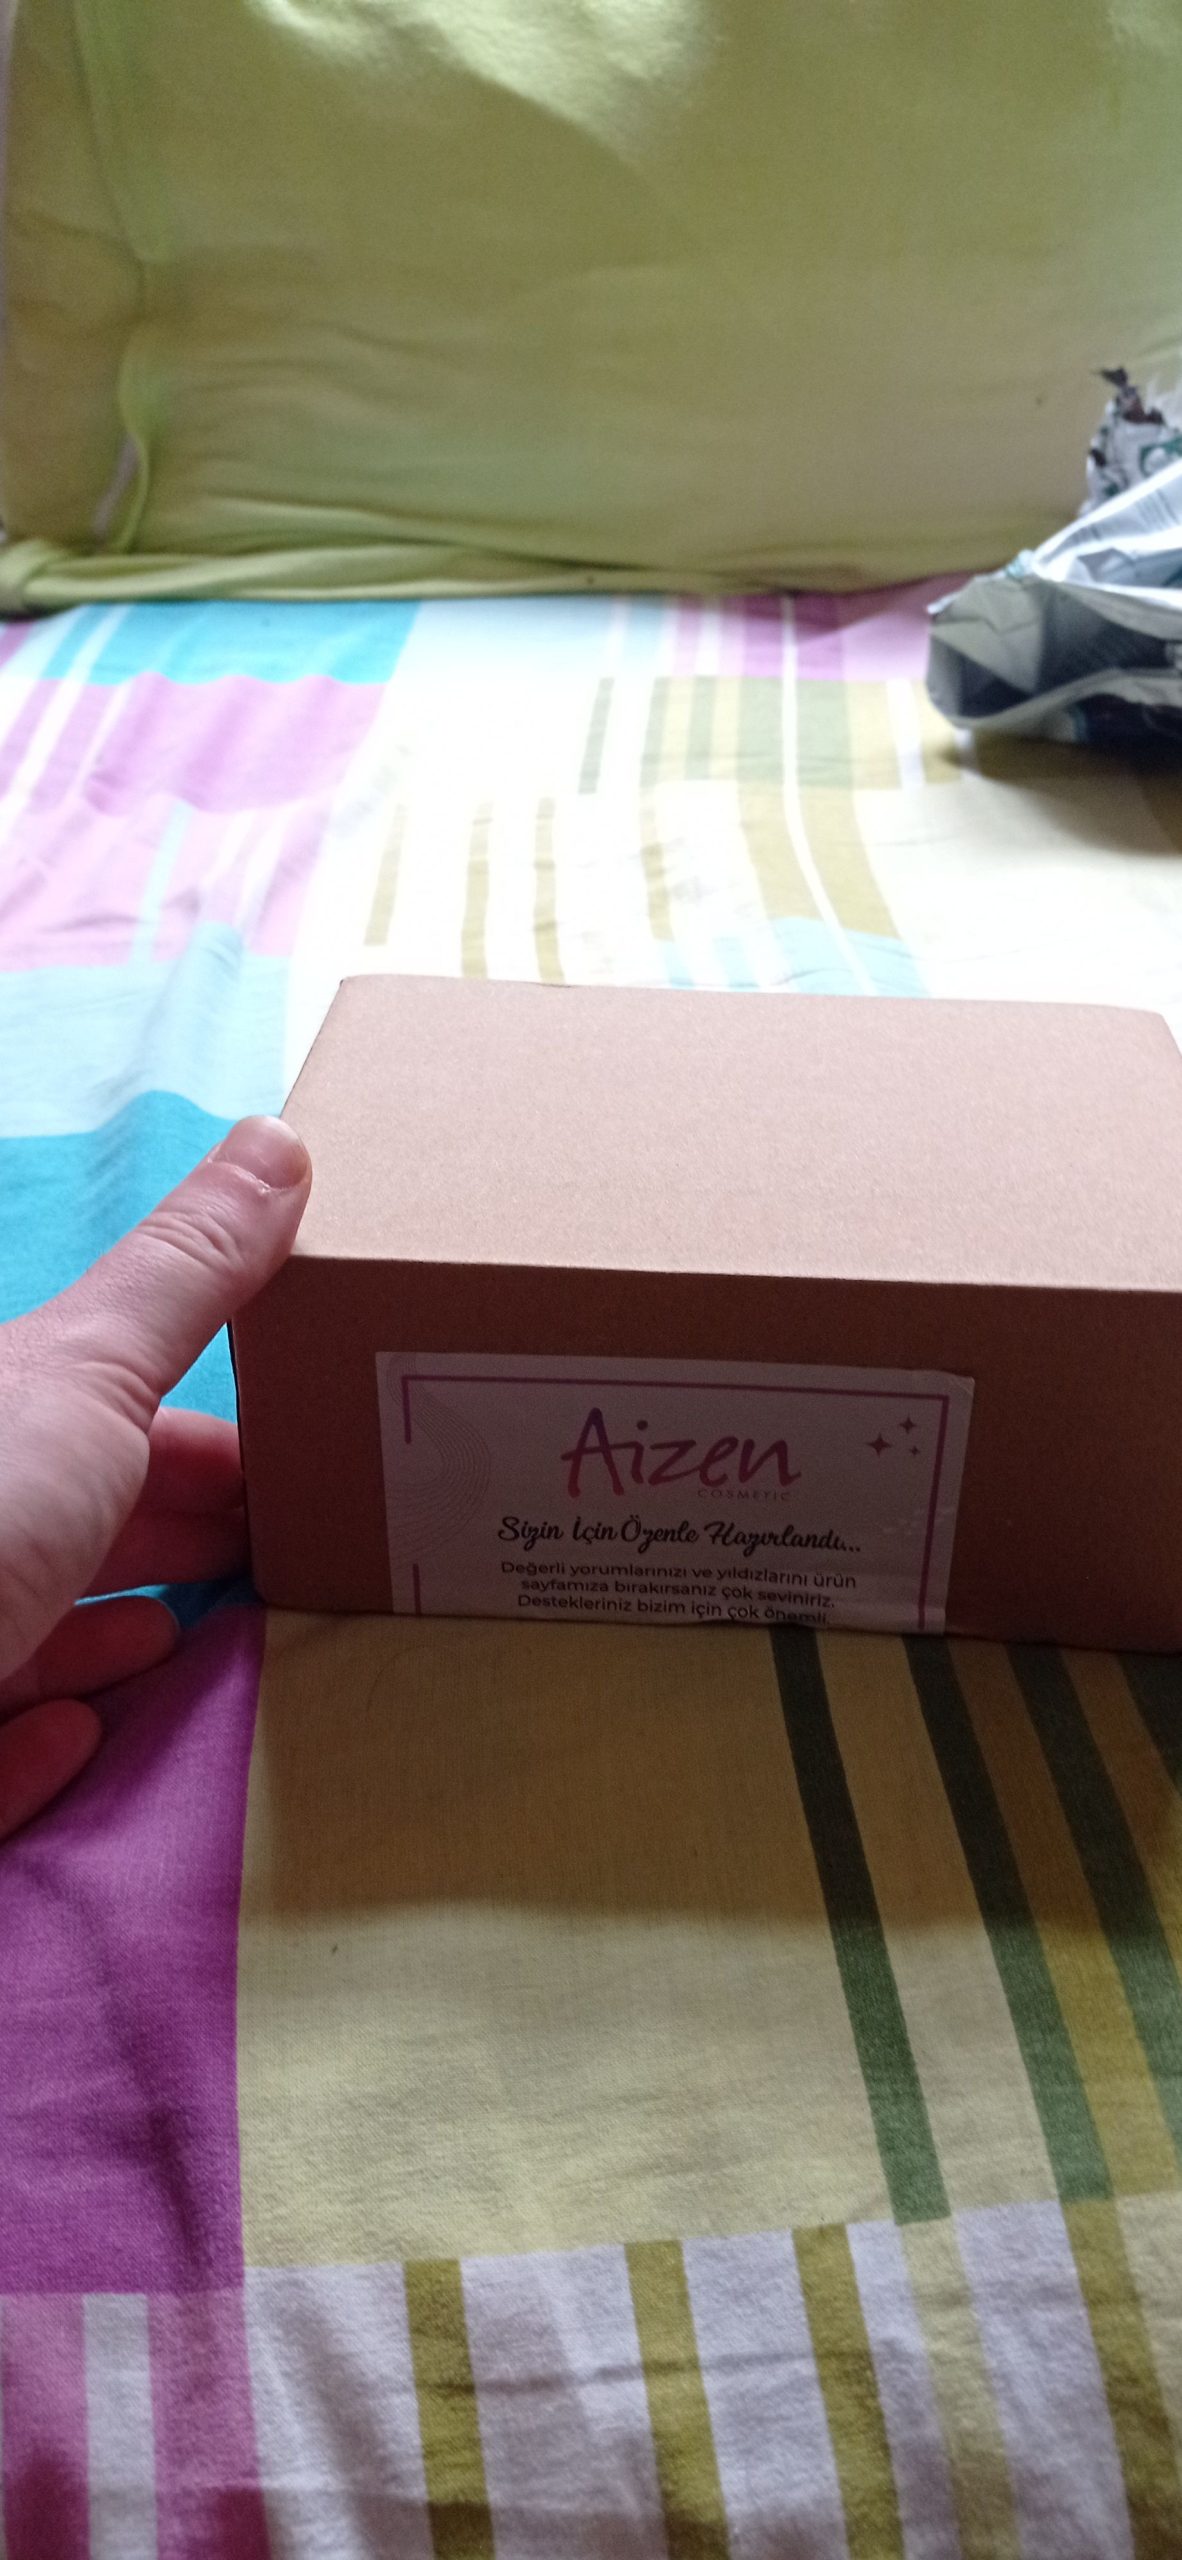 Aizen
COSMETIC
Sizin İçin Özenle Hazırlandı...
Değerli yorumlarınızı ve yıldızlarını ürün
sayfamıza bırakırsanız çok seviniriz.
Destekleriniz bizim için çok önemli.